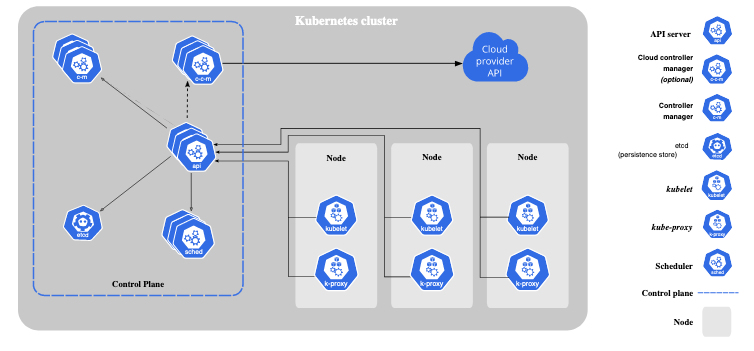 Kubernetes cluster
c-m
c-c-m
Cloud
provider
API
api
etcd
sched
Control Plane
Node
Node
Node
kubelet
kubelet
kubelet
k-proxy
k-proxy
k-proxy
API server
api
Cloud controller
manager
(optional)
c-c-m
Controller
manager
c-m
etcd
(persistence store)
etcd
kubelet
kubelet
kube-proxy
k-proxy
Scheduler
sched
Control plane
Node